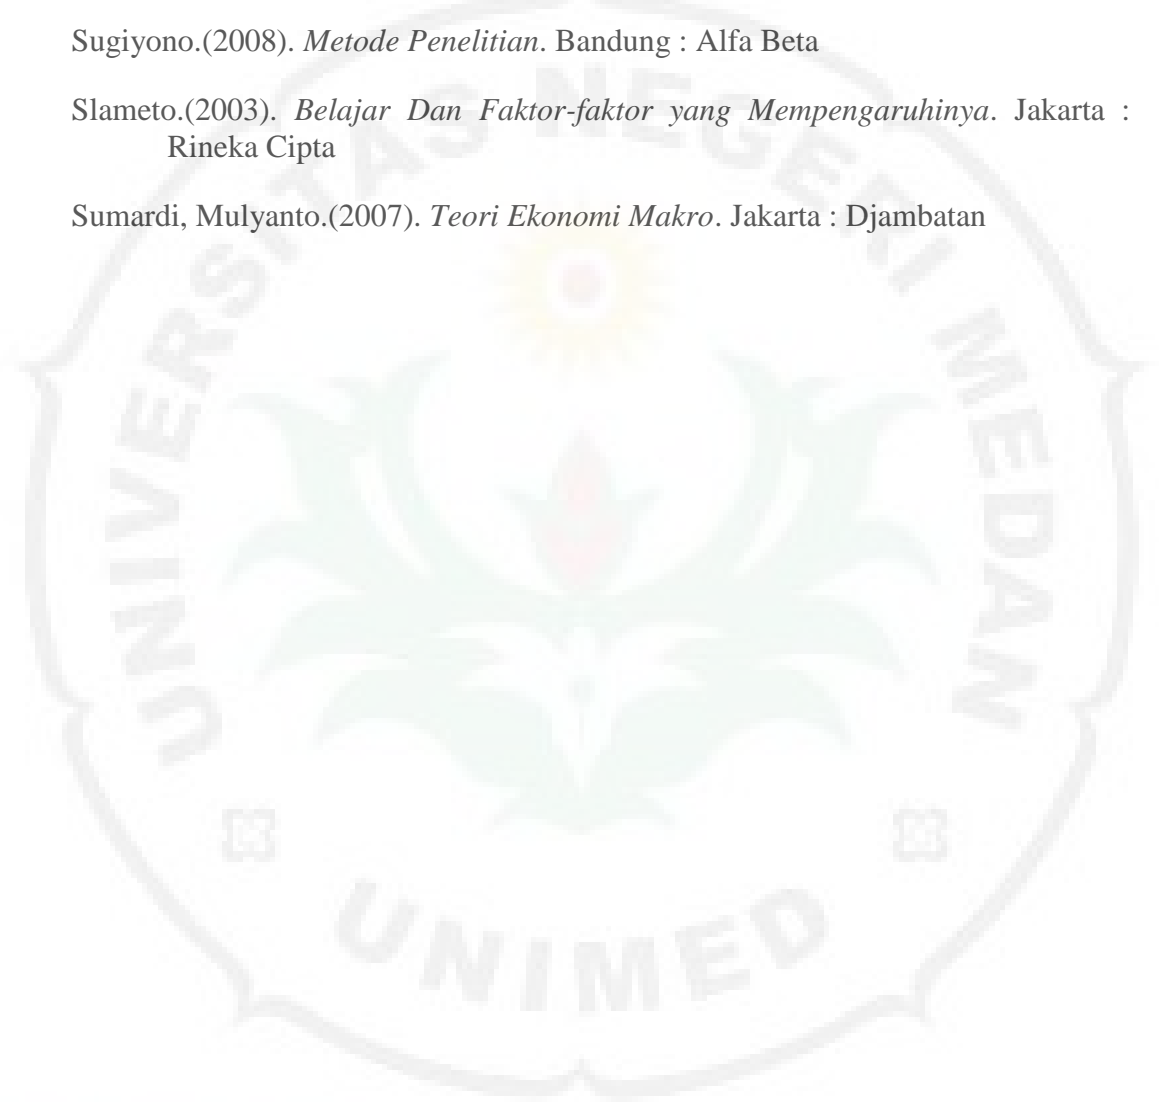 Sugiyono.(2008). Metode Penelitian. Bandung : Alfa Beta
Slameto.(2003). Belajar Dan Faktor-faktor yang Mempengaruhinya. Jakarta :
Rineka Cipta
Sumardi, Mulyanto.(2007). Teori Ekonomi Makro. Jakarta : Djambatan
UNIVERSITAS NEGERI MEDAN
UNIMED